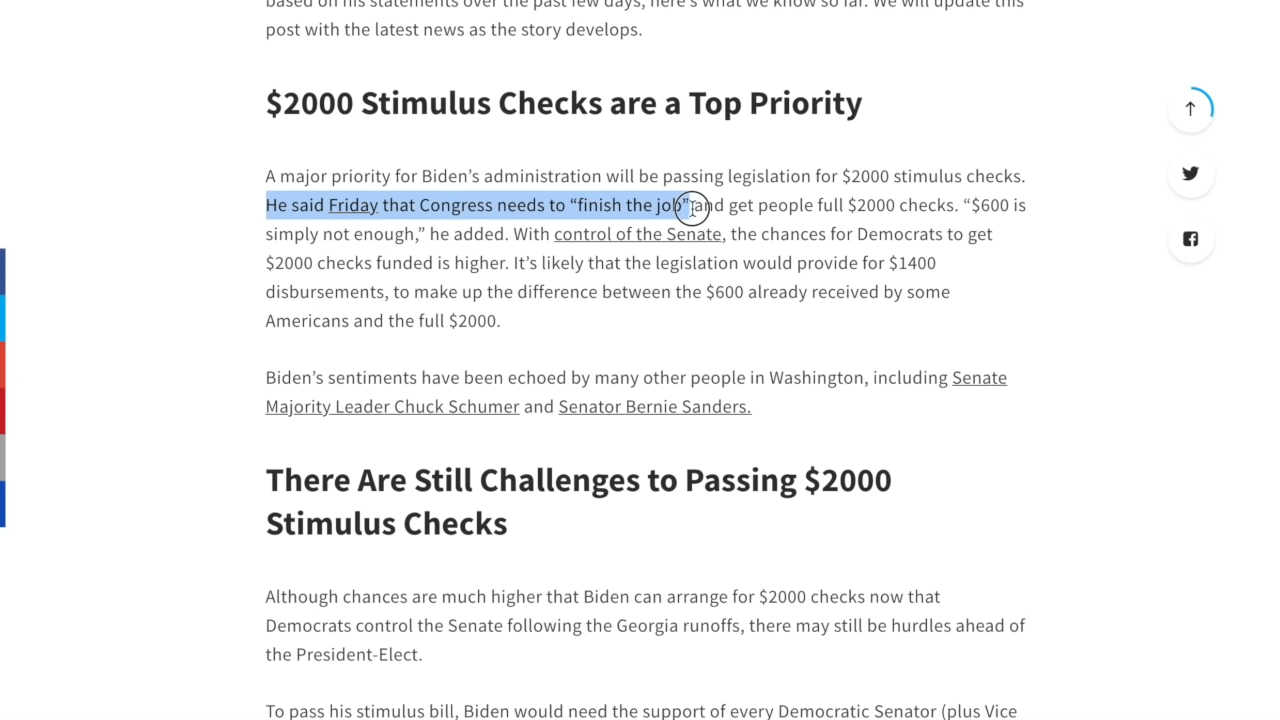 based on his statements over the past few days, here’s what we know so far. We will update this
post with the latest news as the story develops.
$2000 Stimulus Checks are a Top Priority
A major priority for Biden’s administration will be passing legislation for $2000 stimulus checks.
He said Friday that Congress needs to “finish the job” and get people full $2000 checks. “$600 is
simply not enough,” he added. With control of the Senate, the chances for Democrats to get
$2000 checks funded is higher. It’s likely that the legislation would provide for $1400
disbursements, to make up the difference between the $600 already received by some
Americans and the full $2000.
Biden’s sentiments have been echoed by many other people in Washington, including Senate
Majority Leader Chuck Schumer and Senator Bernie Sanders.
There Are Still Challenges to Passing $2000
Stimulus Checks
Although chances are much higher that Biden can arrange for $2000 checks now that
Democrats control the Senate following the Georgia runoffs, there may still be hurdles ahead of
the President-Elect.
To pass his stimulus bill, Biden would need the support of every Democratic Senator (plus Vice